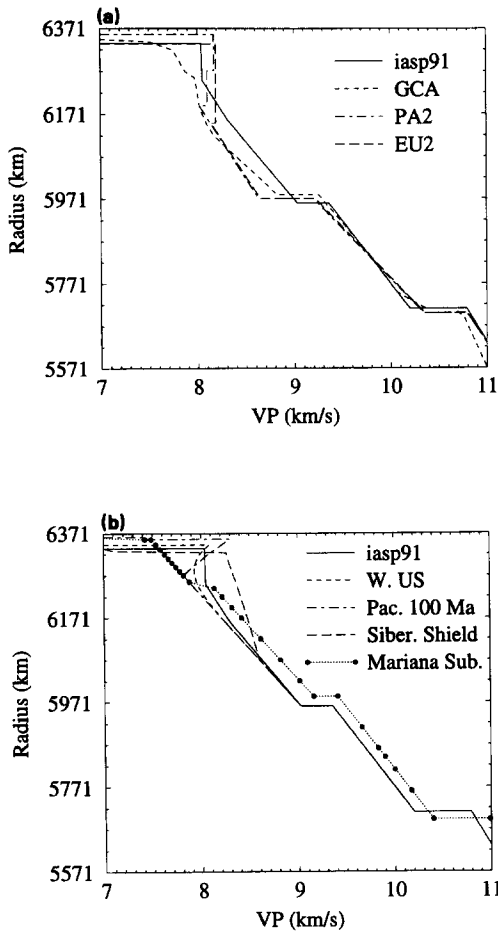 (a)
6371
6171
5971
5771
5571
Radius (km)
iasp91
GCA
PA2
EU2
7
8
9
10
11
VP (km/s)
(b)
6371
6171
5971
5771
5571
Radius (km)
iasp91
W. US
Pac. 100 Ma
Siber. Shield
Mariana Sub.
7
8
9
10
11
VP (km/s)